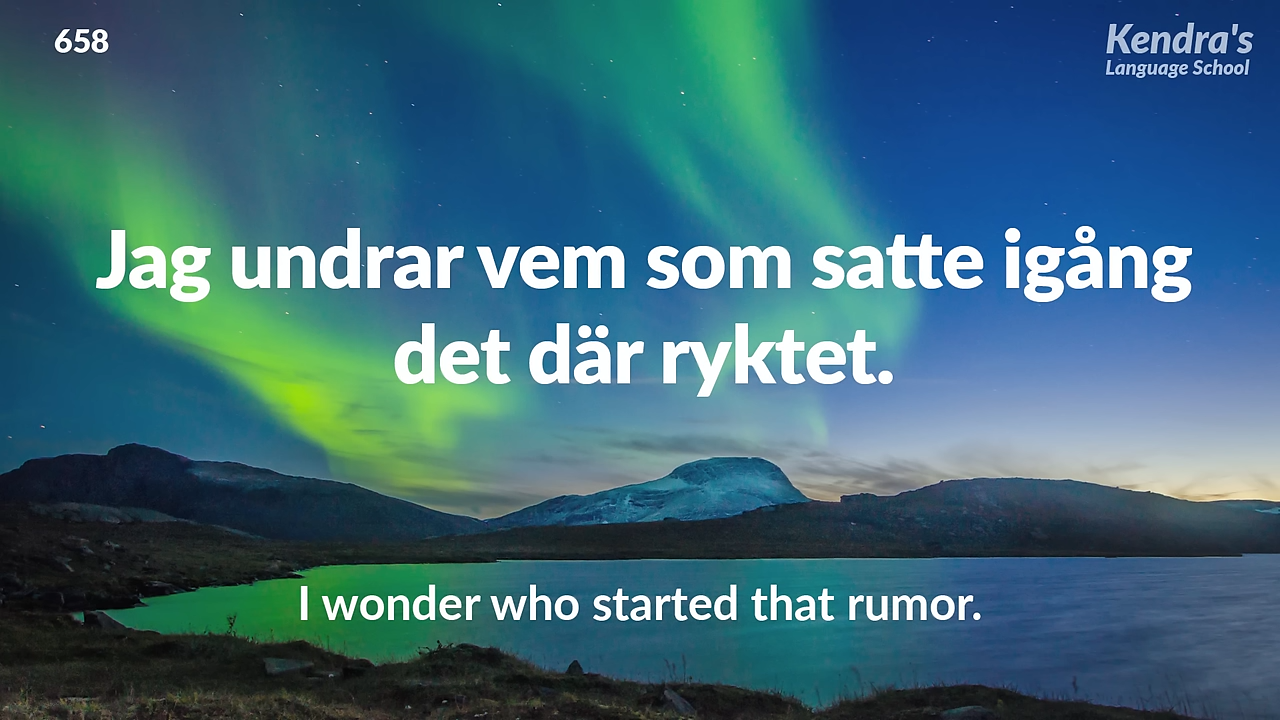 658
Kendra's
Language School
Jag undrar vem som satte igång
det där ryktet.
I wonder who started that rumor.